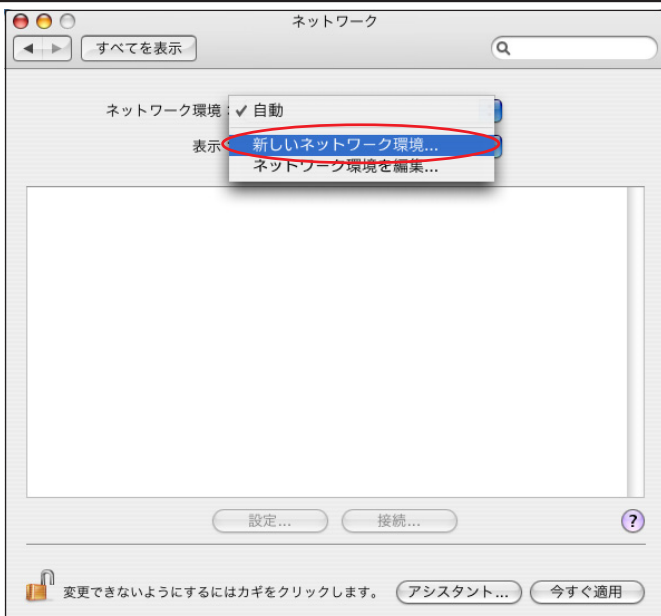 ネットワーク
すべてを表示
ネットワーク環境: ✓ 自動
表示
新しいネットワーク環境...
ネットワーク環境を編集...
設定...
接続...
?
変更できないようにするにはカギをクリックします。
アシスタント...
今すぐ適用